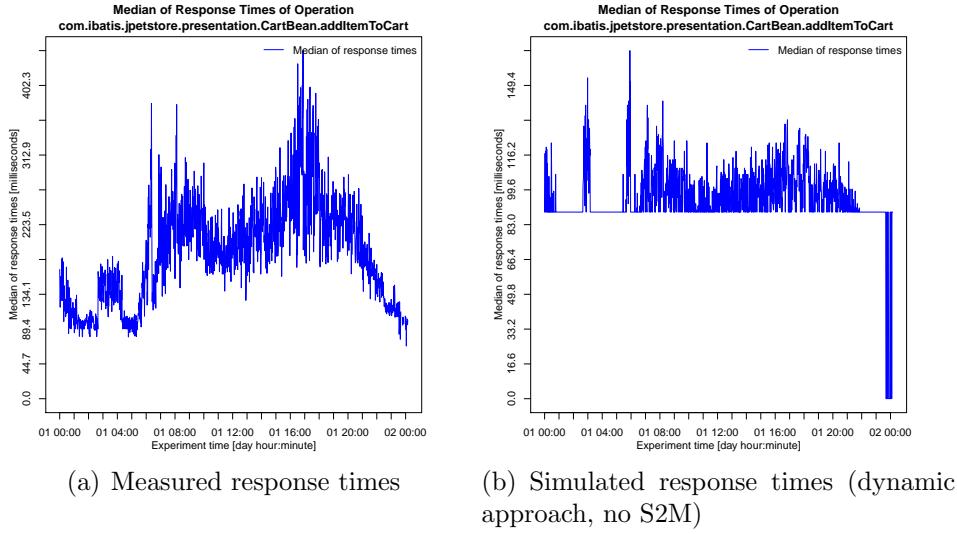 Median of Response Times of Operation
com.ibatis.jpetstore.presentation.CartBean.addItemToCart
Median of response times
Median of response times [milliseconds]
402.3
312.9
223.5
134.1
89.4
44.7
0.0
01 00:00 01 04:00 01 08:00 01 12:00 01 20:00 02 00:00
Experiment time [day hour:minute]
(a) Measured response times
Median of Response Times of Operation
com.ibatis.jpetstore.presentation.CartBean.addItemToCart
Median of response times
Median of response times [milliseconds]
149.4
116.2
99.6
83.0
66.4
49.8
33.2
16.6
0.0
01 00:00 01 04:00 01 08:00 01 12:00 01 20:00 02 00:00
Experiment time [day hour:minute]
(b) Simulated response times (dynamic
approach, no S2M)